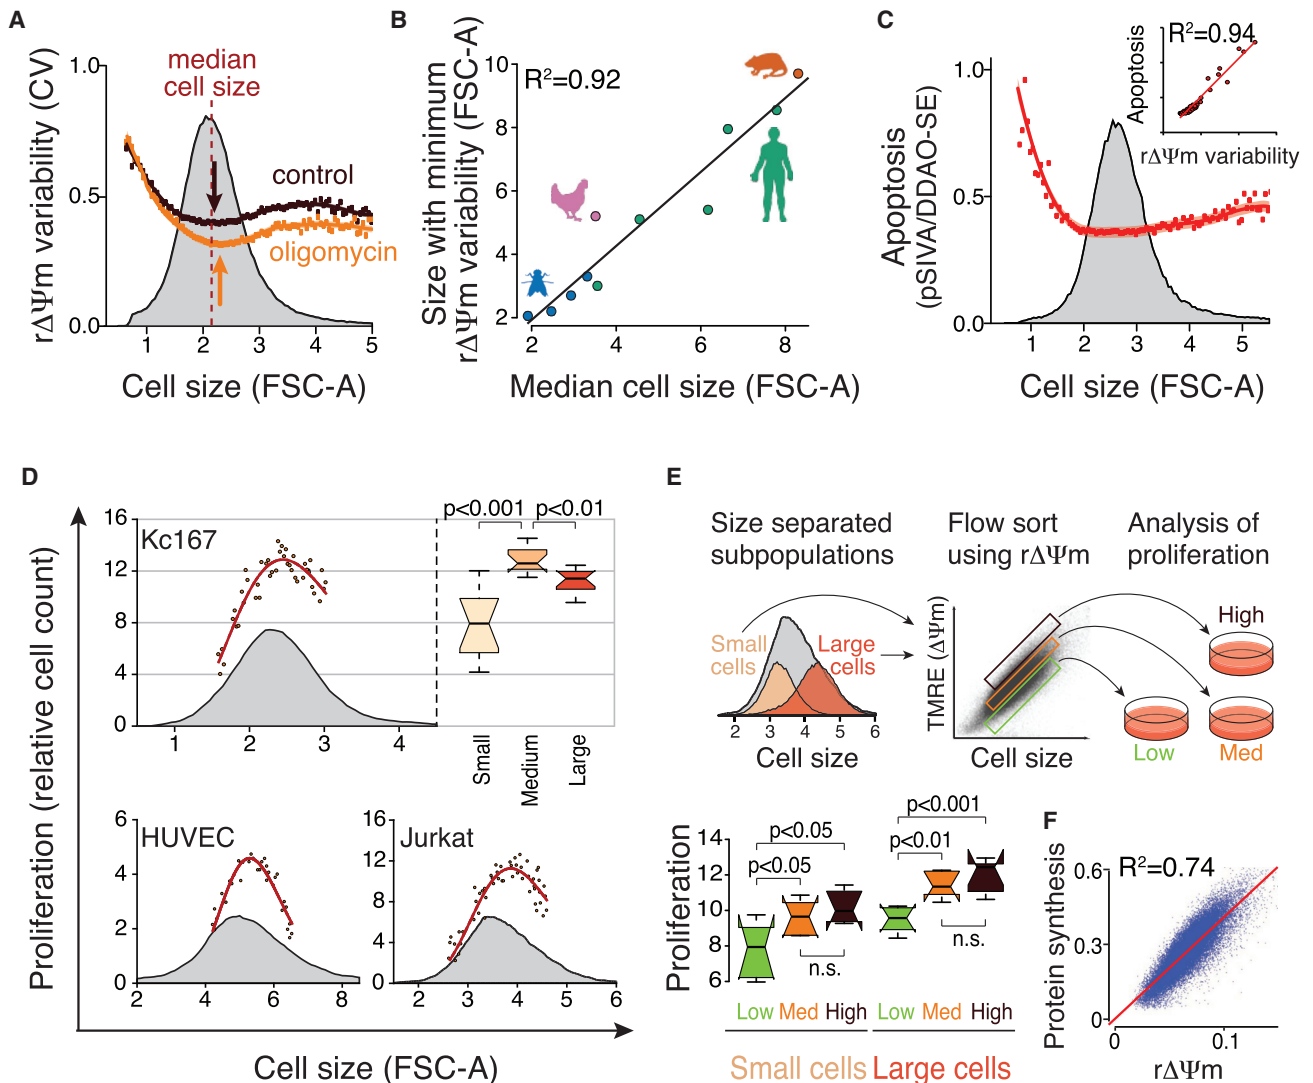 A
rΔΨm variability (CV)
1.0
0.5
0.0
median
cell size
control
oligomycin
1 2 3 4 5
Cell size (FSC-A)
B
Size with minimum
rΔΨm variability (FSC-A)
10
8
6
4
2
R²=0.92
2 4 6 8
Median cell size (FSC-A)
C
Apoptosis
(pSIVA/DDAO-SE)
1.0
0.5
0.0
R²=0.94
Apoptosis
rΔΨm variability
1 2 3 4 5
Cell size (FSC-A)
D
Proliferation (relative cell count)
Kc167
16
12
8
4
0
1 2 3 4
p<0.001 p<0.01
Small
Medium
Large
HUVEC
6
4
2
0
2 4 6 8
Jurkat
16
12
8
4
0
2 3 4 5 6
Cell size (FSC-A)
E
Size separated
subpopulations
Flow sort
using rΔΨm
Analysis of
proliferation
Small
cells
Large
cells
2 3 4 5 6
Cell size
TMRE (ΔΨm)
Cell size
High
Low
Med
Proliferation
14
12
10
8
6
p<0.05
p<0.05
n.s.
p<0.001
p<0.01
n.s.
Low Med High Low Med High
Small cells Large cells
F
Protein synthesis
0.6
0.3
0
R²=0.74
0 0.1
rΔΨm